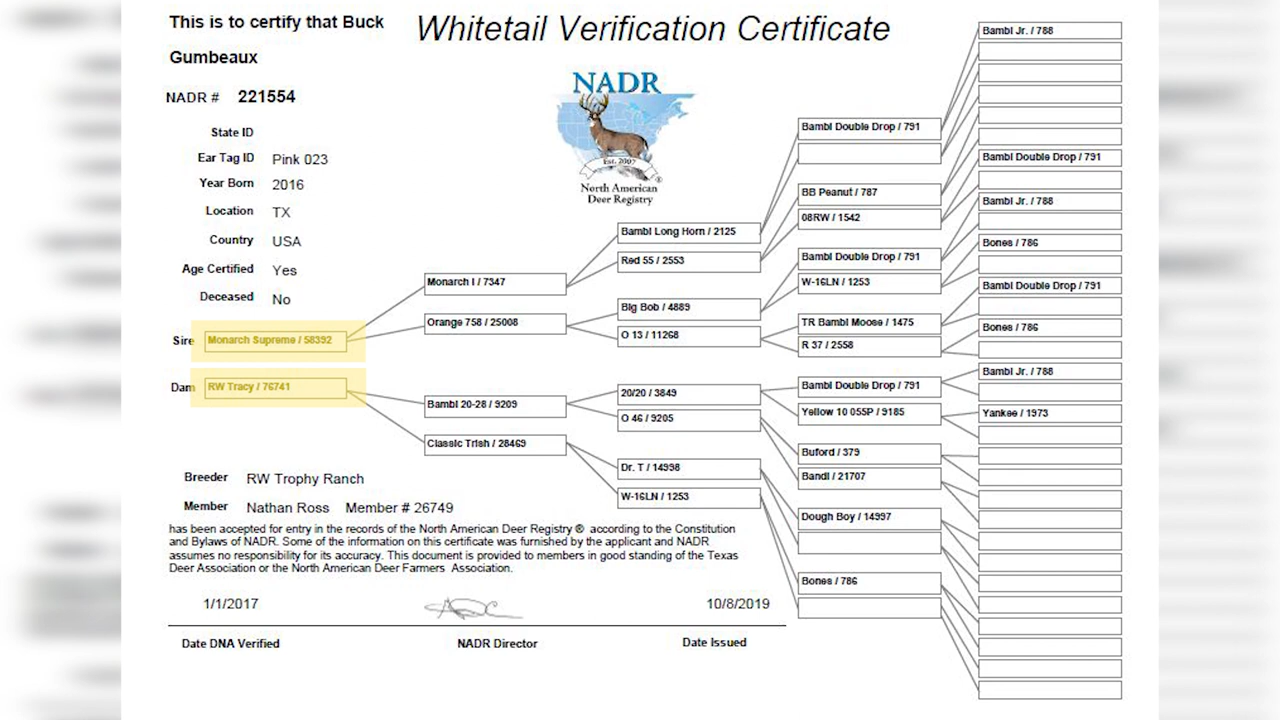 This is to certify that Buck
Gumbeaux
Whitetail Verification Certificate
NADR # 221554
NADR
Est. 2007
®
North American
Deer Registry
State ID
Ear Tag ID Pink 023
Year Born 2016
Location TX
Country USA
Age Certified Yes
Deceased No
Sire Monarch Supreme / 58392
Dam RW Tracy / 76741
Monarch I / 7347
Orange 758 / 25008
Bambi 20-28 / 9209
Classic Trish / 28469
Bambi Long Horn / 2125
Red 55 / 2553
Big Bob / 4889
O 13 / 11268
20/20 / 3849
O 46 / 9205
Dr. T / 14998
W-16LN / 1253
Bambi Double Drop / 791
BB Peanut / 787
08RW / 1542
Bambi Double Drop / 791
W-16LN / 1253
TR Bambi Moose / 1475
R 37 / 2558
Bambi Double Drop / 791
Yellow 10 055P / 9185
Buford / 379
Bandi / 21707
Dough Boy / 14997
Bones / 786
Bambi Jr. / 788
Bambi Double Drop / 791
Bambi Jr. / 788
Bones / 786
Bambi Double Drop / 791
Bones / 786
Bambi Jr. / 788
Yankee / 1973
Breeder RW Trophy Ranch
Member Nathan Ross Member # 26749
has been accepted for entry in the records of the North American Deer Registry ® according to the Constitution
and Bylaws of NADR. Some of the information on this certificate was furnished by the applicant and NADR
assumes no responsibility for its accuracy. This document is provided to members in good standing of the Texas
Deer Association or the North American Deer Farmers Association.
1/1/2017 10/8/2019
Date DNA Verified NADR Director Date Issued